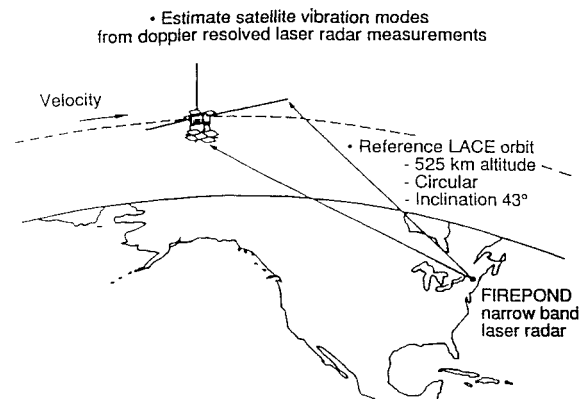 • Estimate satellite vibration modes
from doppler resolved laser radar measurements
Velocity
• Reference LACE orbit
- 525 km altitude
- Circular
- Inclination 43°
FIREPOND
narrow band
laser radar